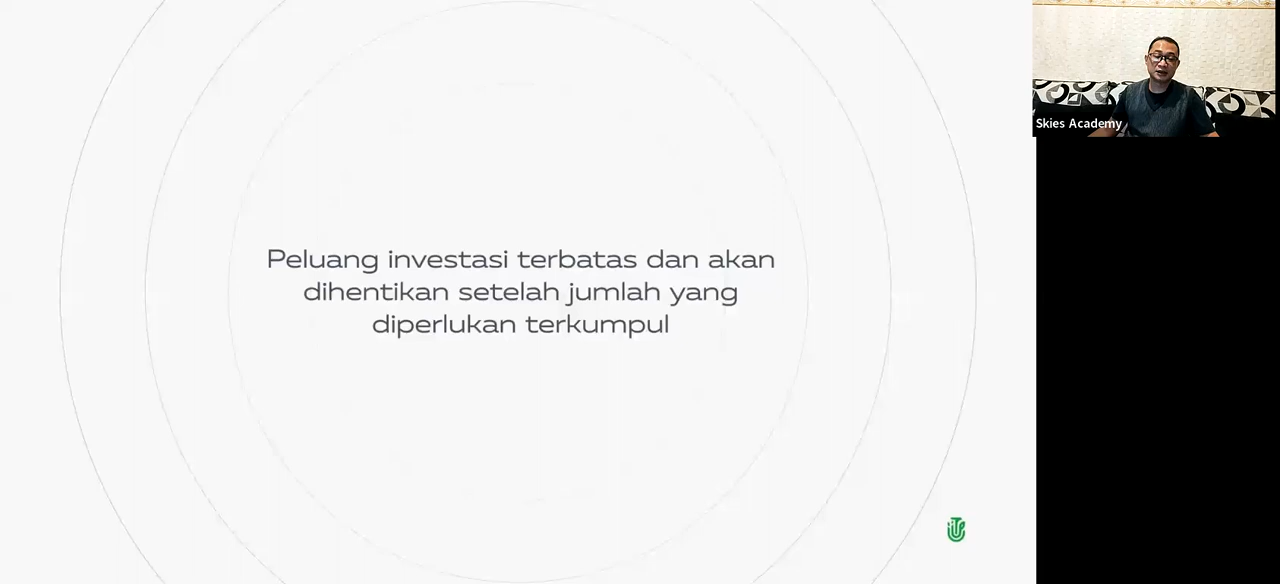 Peluang investasi terbatas dan akan
dihentikan setelah jumlah yang
diperlukan terkumpul
Skies Academy